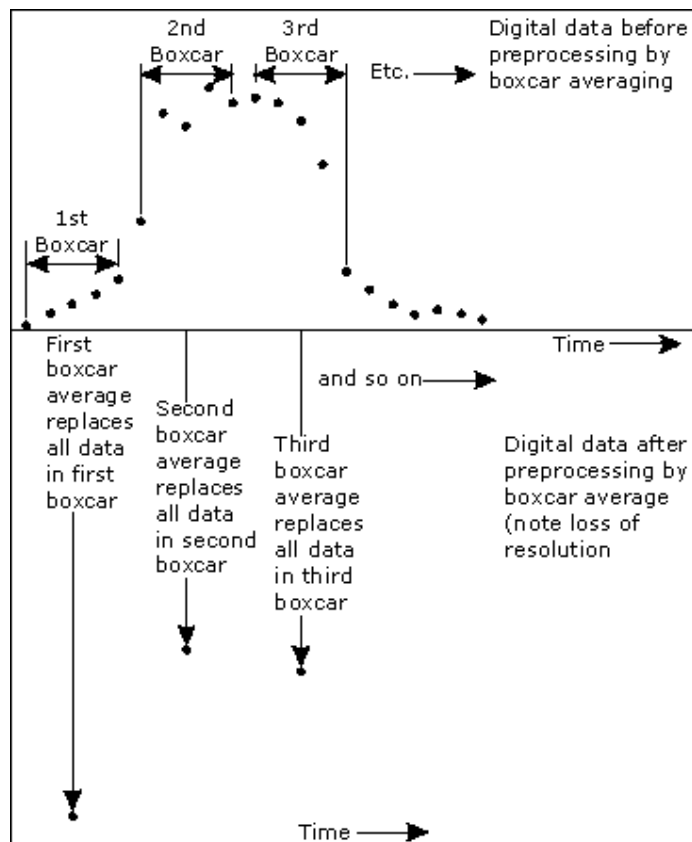 2nd
Boxcar
3rd
Boxcar
Etc.
Digital data before
preprocessing by
boxcar averaging
1st
Boxcar
Time
First
boxcar
average
replaces
all data
in first
boxcar
Second
boxcar
average
replaces
all data
in second
boxcar
Third
boxcar
average
replaces
all data
in third
boxcar
and so on
Digital data after
preprocessing by
boxcar average
(note loss of
resolution
Time